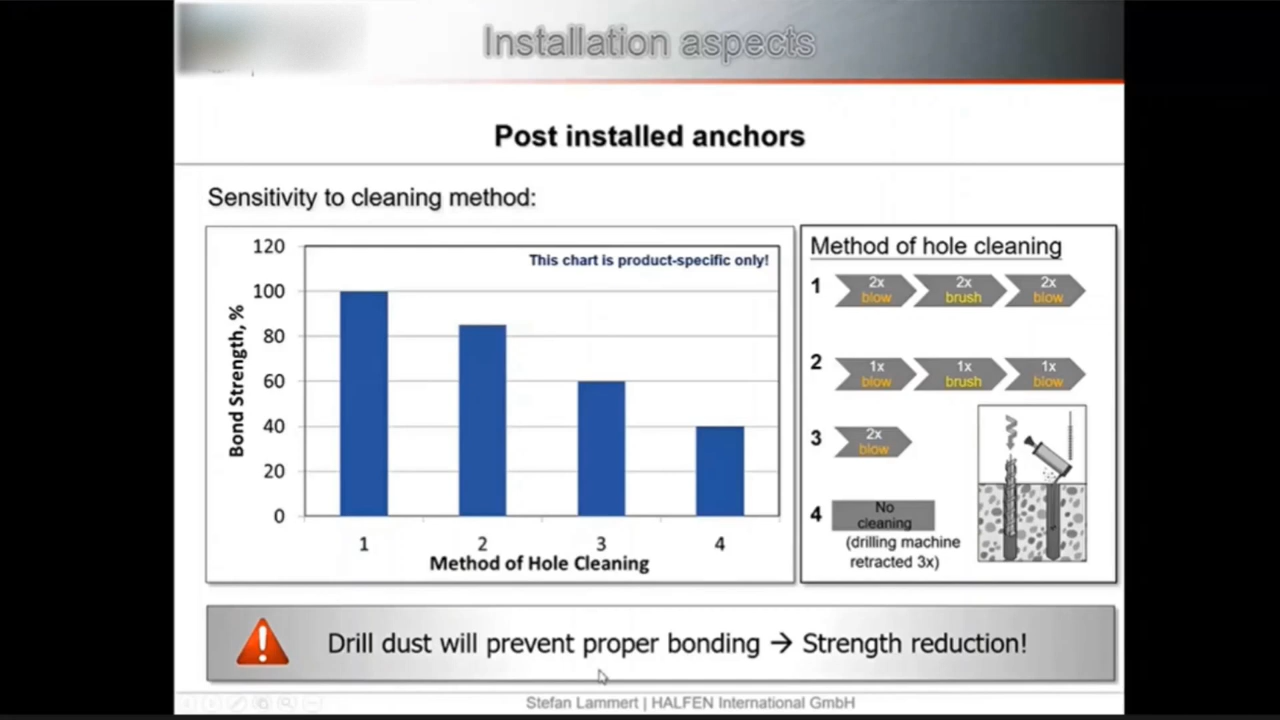 Installation aspects
Post installed anchors
Sensitivity to cleaning method:
This chart is product-specific only!
120
100
80
60
40
20
0
Bond Strength, %
1 2 3 4
Method of Hole Cleaning
Method of hole cleaning
1
2x 2x 2x
blow brush blow
2
1x 1x 1x
blow brush blow
3
2x
blow
4
No
cleaning
(drilling machine
retracted 3x)
Drill dust will prevent proper bonding → Strength reduction!
Stefan Lammert | HALFEN International GmbH